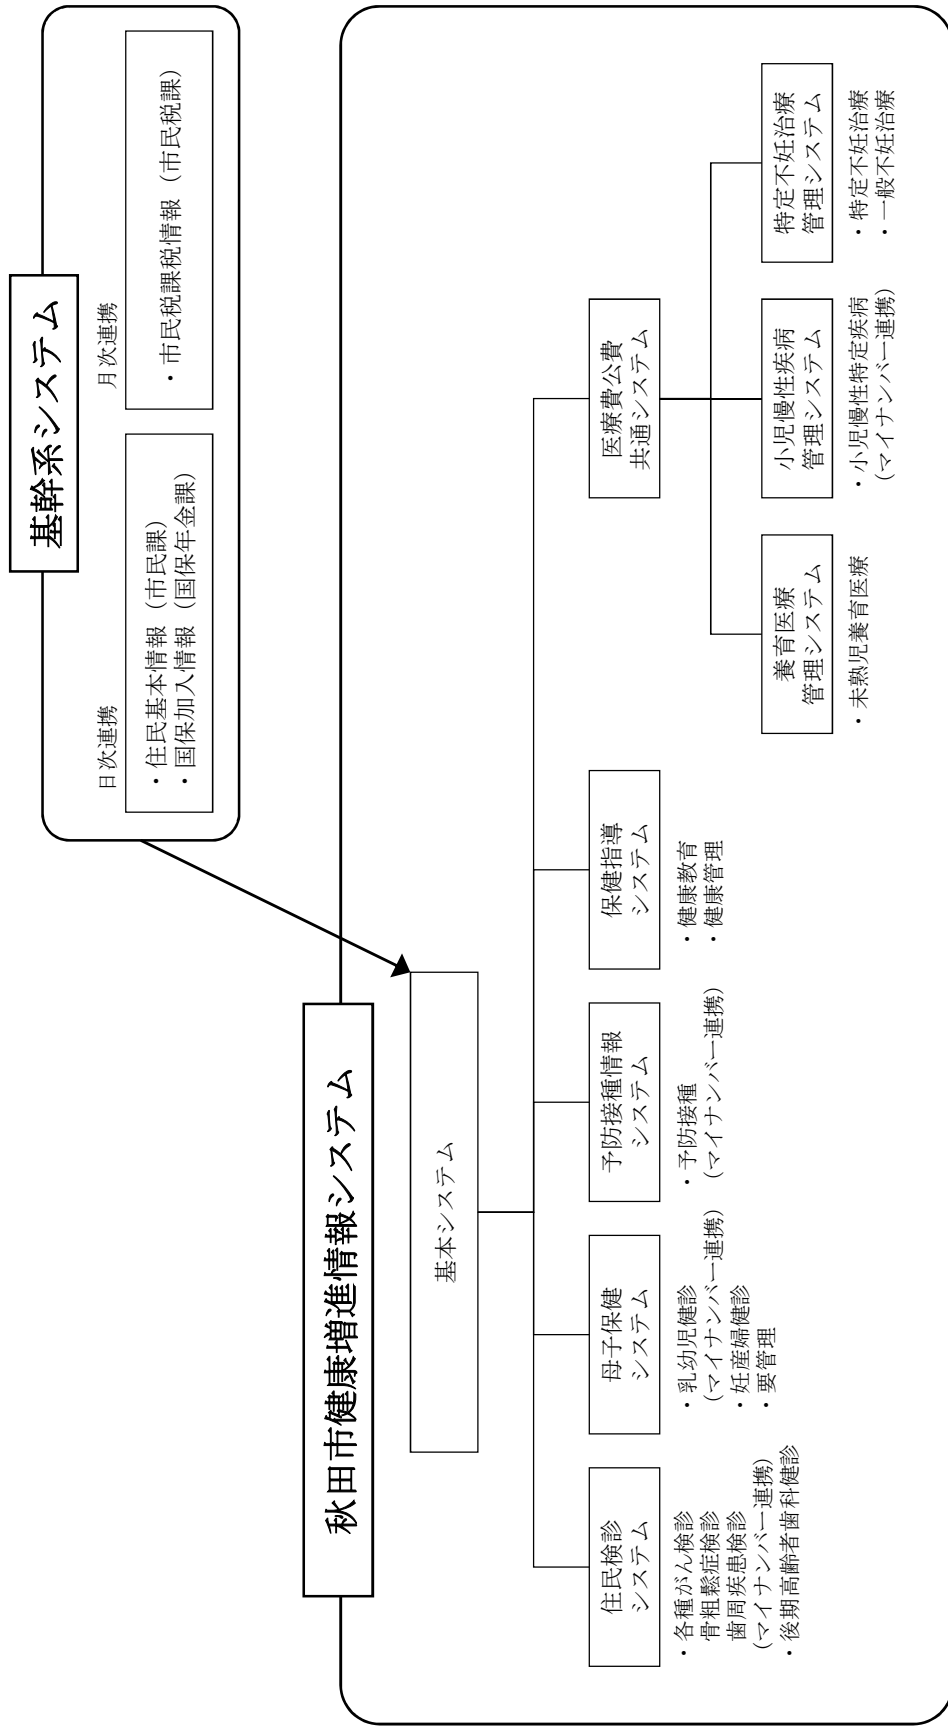 基幹系システム
日次連携
・住民基本情報（市民課）
・国保加入情報（国保年金課）
月次連携
・市民税課税情報（市民税課）
秋田市健康増進情報システム
基本システム
住民検診
システム
・各種がん検診
骨粗鬆症検診
歯周疾患検診
(マイナンバー連携)
・後期高齢者歯科健診
母子保健
システム
・乳幼児健診
(マイナンバー連携)
・妊産婦健診
・要管理
予防接種情報
システム
・予防接種
(マイナンバー連携)
保健指導
システム
・健康教育
・健康管理
医療費公費
共通システム
養育医療
管理システム
・未熟児養育医療
小児慢性疾病
管理システム
・小児慢性特定疾病
(マイナンバー連携)
特定不妊治療
管理システム
・特定不妊治療
・一般不妊治療